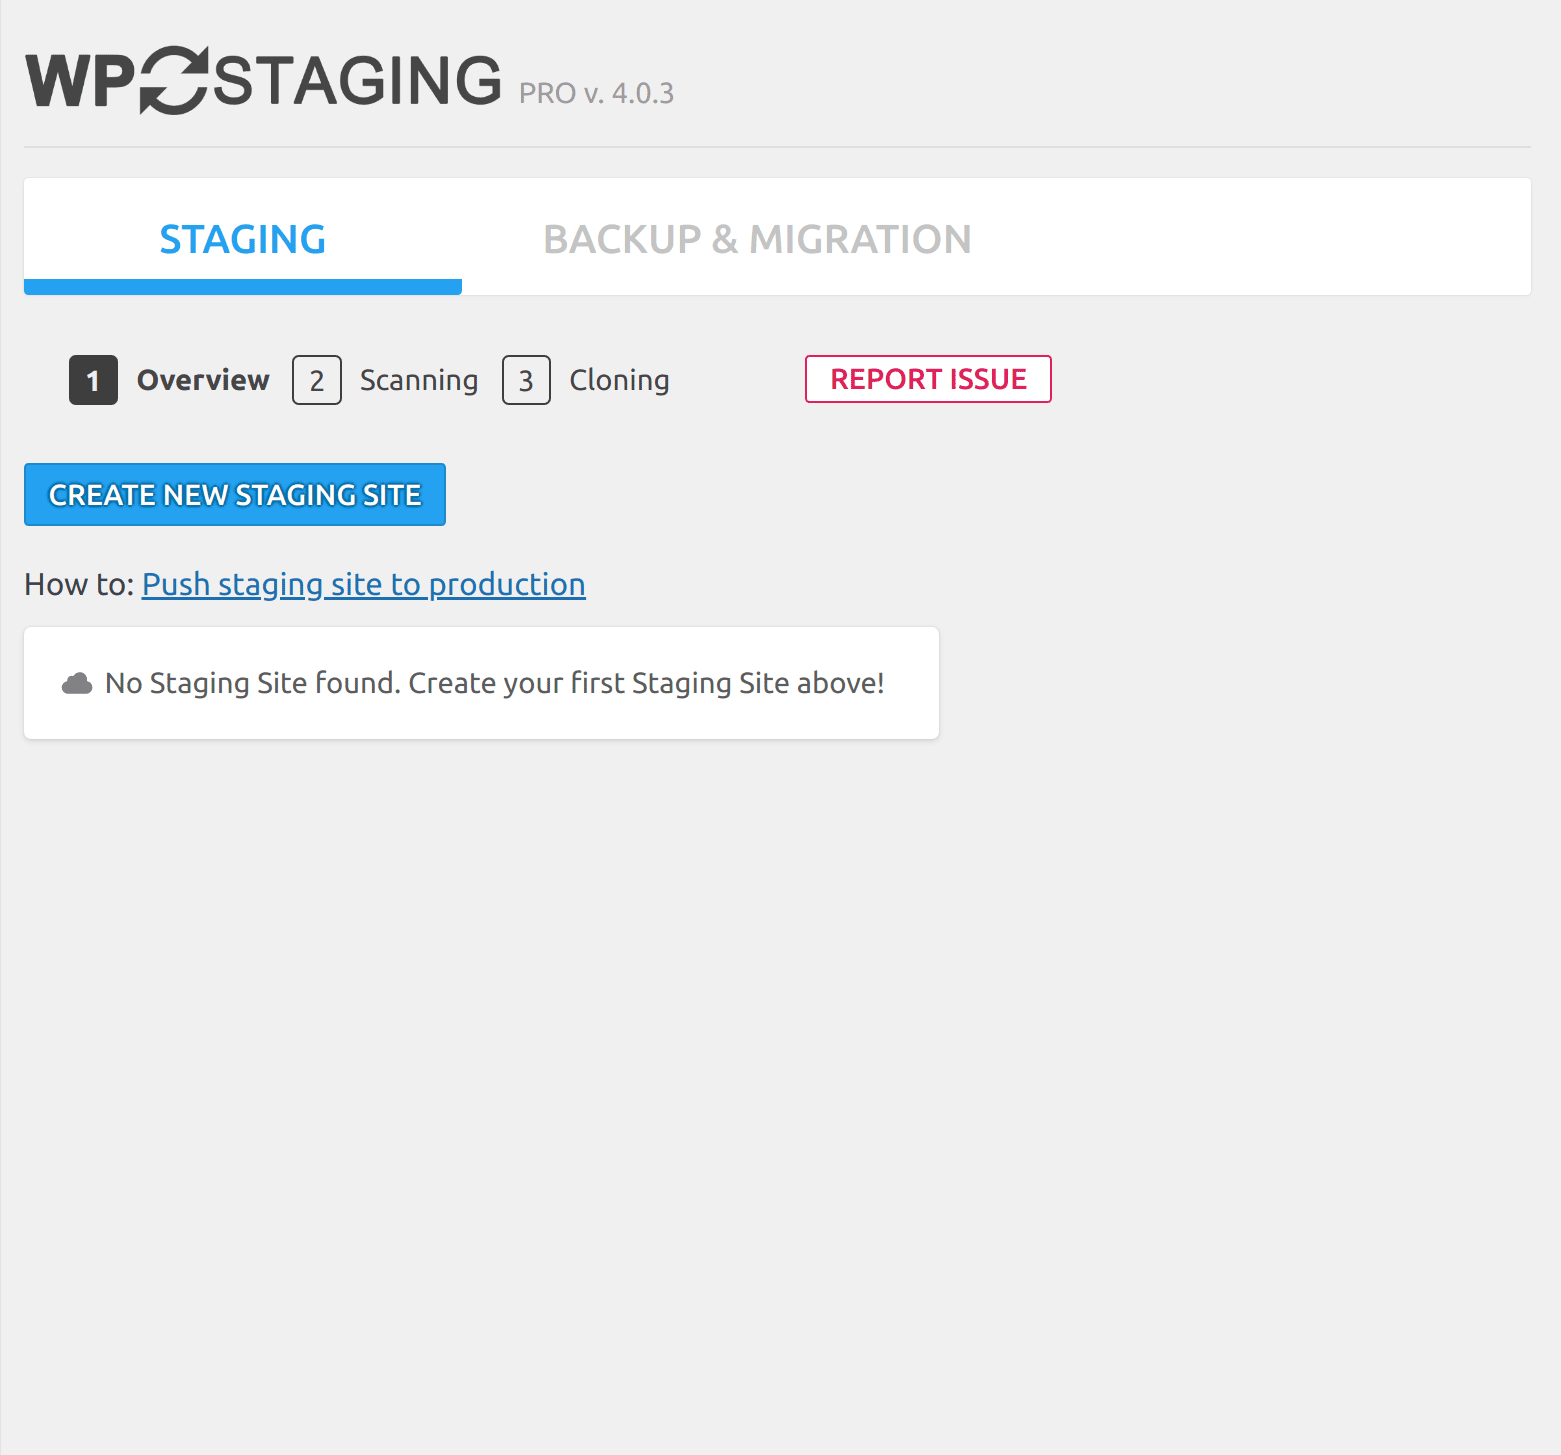 WP STAGING PRO v. 4.0.3
STAGING BACKUP & MIGRATION
1 Overview 2 Scanning 3 Cloning REPORT ISSUE
CREATE NEW STAGING SITE
How to: Push staging site to production
No Staging Site found. Create your first Staging Site above!